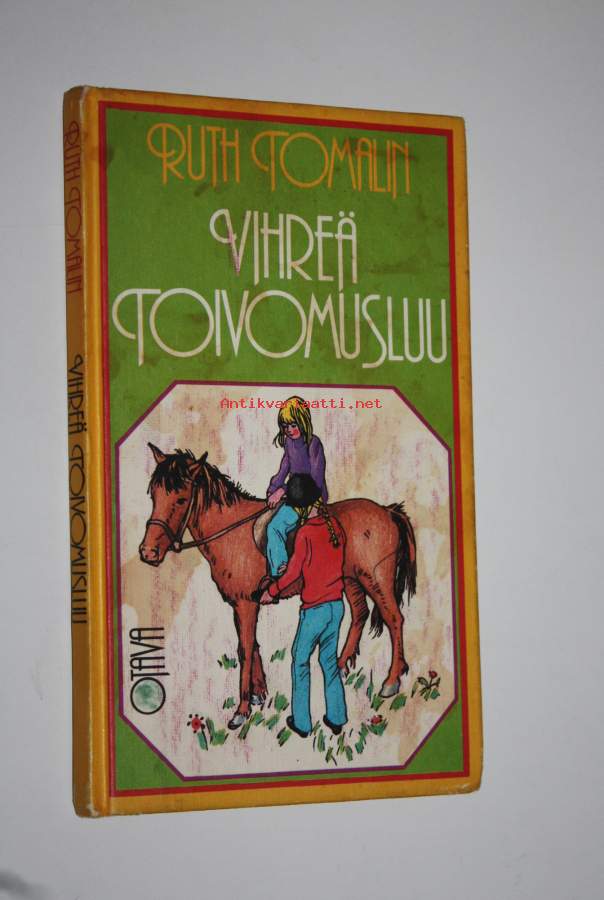 RUTH TOMALIN
VIHREÄ
TOIVOMUSLUU
Antikvariaatti.net
OTAVA
RUTH TOMALIN
VIHREÄ TOIVOMUSLUU